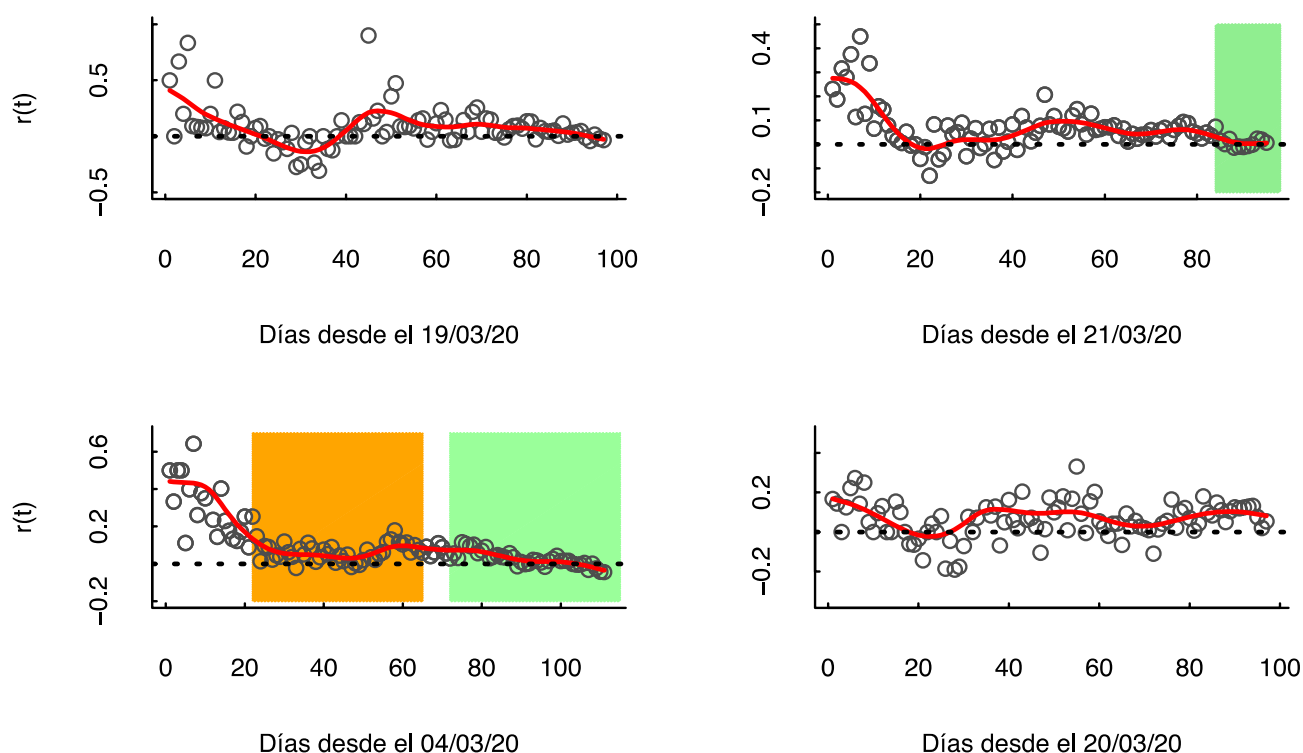 r(t)
0.5
−0.5
0 20 40 60 80 100
Días desde el 19/03/20
0.4
0.1
−0.2
0 20 40 60 80
Días desde el 21/03/20
r(t)
0.6
0.2
−0.2
0 20 40 60 80 100
Días desde el 04/03/20
0.2
−0.2
0 20 40 60 80 100
Días desde el 20/03/20